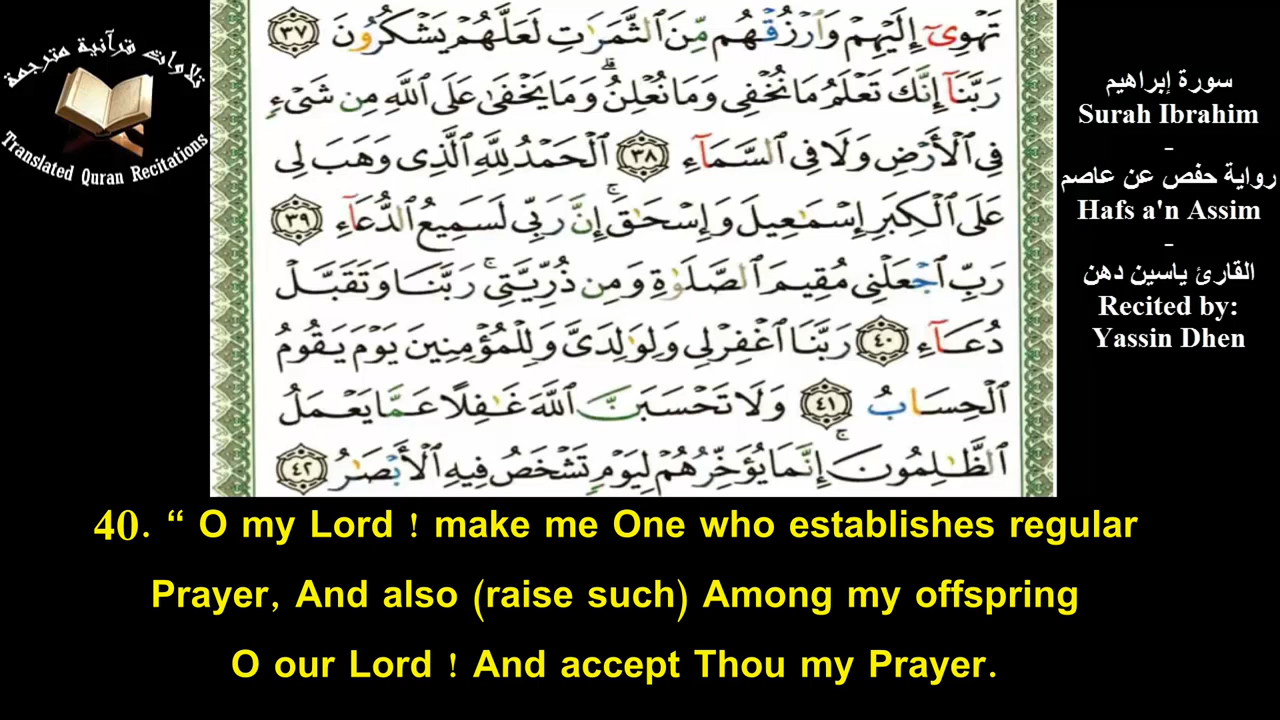 تلاوات قرآنية مترجمة
Translated Quran Recitations
تَهْوِىٓ إِلَيْهِمْ وَٱرْزُقْهُم مِّنَ ٱلثَّمَرَٰتِ لَعَلَّهُمْ يَشْكُرُونَ ٣٧
رَبَّنَآ إِنَّكَ تَعْلَمُ مَا نُخْفِى وَمَا نُعْلِنُ ۗ وَمَا يَخْفَىٰ عَلَى ٱللَّهِ مِن شَىْءٍ
فِى ٱلْأَرْضِ وَلَا فِى ٱلسَّمَآءِ ٣٨ ٱلْحَمْدُ لِلَّهِ ٱلَّذِى وَهَبَ لِى
عَلَى ٱلْكِبَرِ إِسْمَٰعِيلَ وَإِسْحَٰقَ ۚ إِنَّ رَبِّى لَسَمِيعُ ٱلدُّعَآءِ ٣٩
رَبِّ ٱجْعَلْنِى مُقِيمَ ٱلصَّلَوٰةِ وَمِن ذُرِّيَّتِى ۚ رَبَّنَا وَتَقَبَّلْ
دُعَآءِ ٤٠ رَبَّنَا ٱغْفِرْ لِى وَلِوَٰلِدَىَّ وَلِلْمُؤْمِنِينَ يَوْمَ يَقُومُ
ٱلْحِسَابُ ٤١ وَلَا تَحْسَبَنَّ ٱللَّهَ غَٰفِلًا عَمَّا يَعْمَلُ
ٱلظَّٰلِمُونَ ۚ إِنَّمَا يُؤَخِّرُهُمْ لِيَوْمٍ تَشْخَصُ فِيهِ ٱلْأَبْصَٰرُ ٤٢
سورة إبراهيم
Surah Ibrahim
-
رواية حفص عن عاصم
Hafs a'n Assim
-
القارئ ياسين دهن
Recited by:
Yassin Dhen
40. “ O my Lord ! make me One who establishes regular
Prayer, And also (raise such) Among my offspring
O our Lord ! And accept Thou my Prayer.